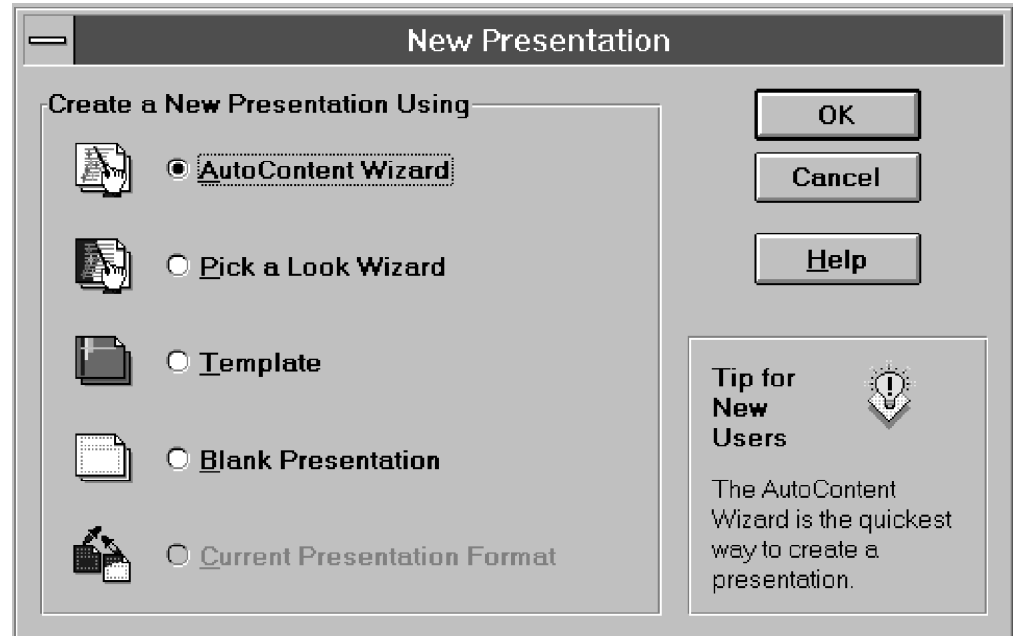 New Presentation
Create a New Presentation Using
AutoContent Wizard
Pick a Look Wizard
Template
Blank Presentation
Current Presentation Format
OK
Cancel
Help
Tip for
New
Users
The AutoContent
Wizard is the quickest
way to create a
presentation.